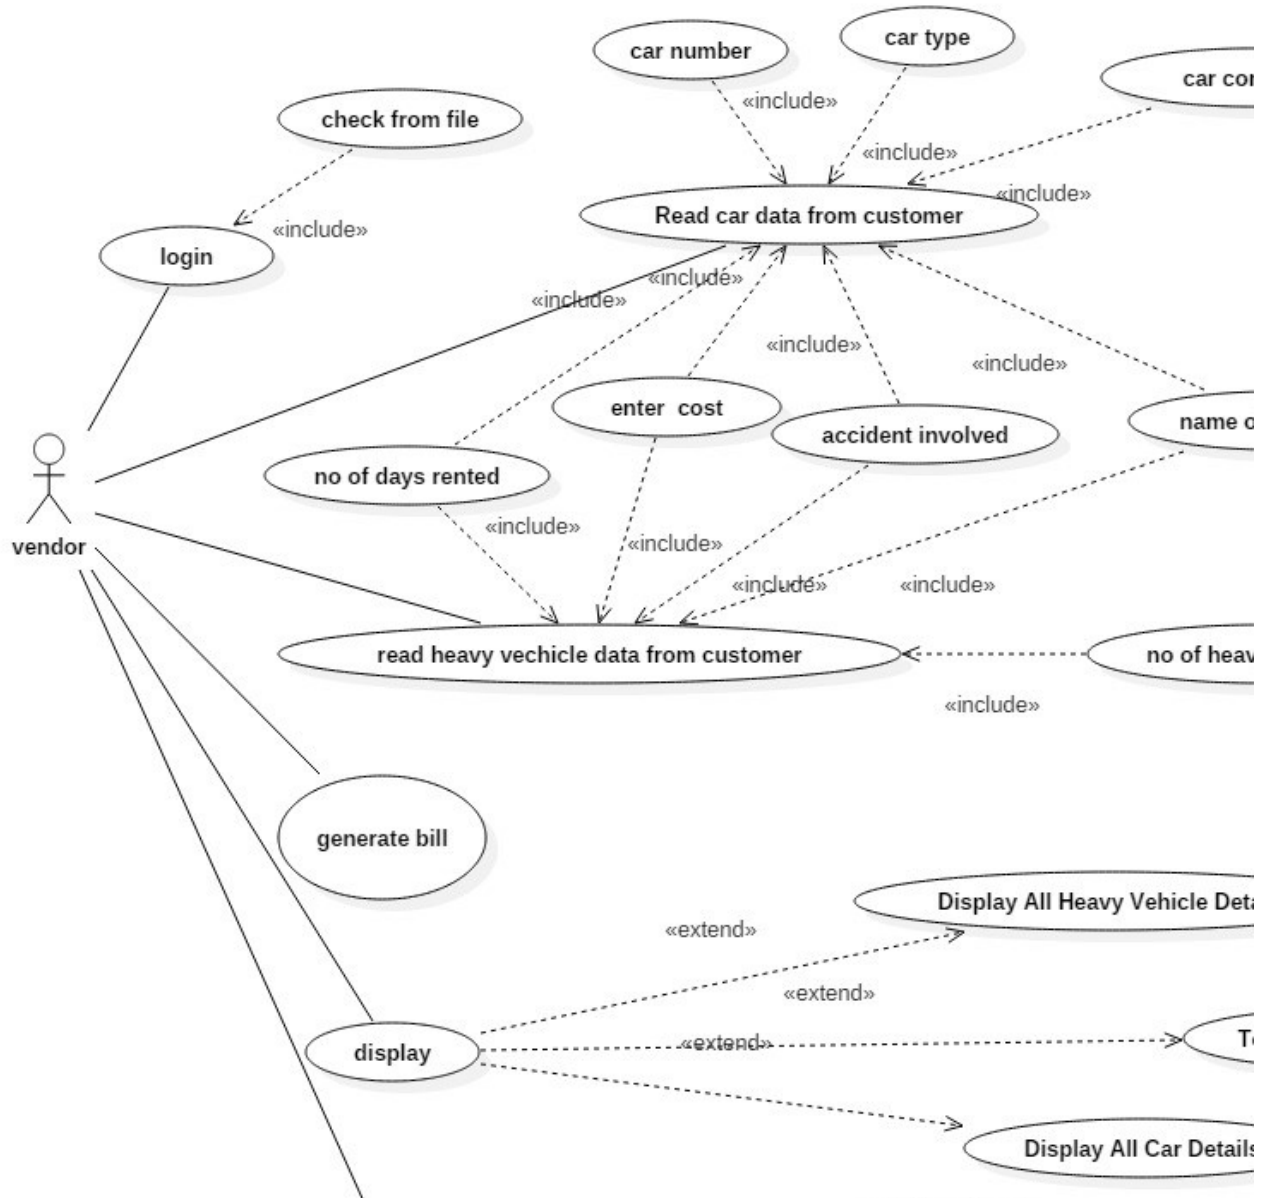 car number
car type
car con
«include»
check from file
«include»
«include»
Read car data from customer
«include»
login
«include»
«include»
«include»
«include»
enter  cost
accident involved
name o
no of days rented
«include»
«include»
vendor
«include»
«include»
read heavy vechicle data from customer
no of heav
«include»
generate bill
Display All Heavy Vehicle Deta
«extend»
«extend»
«extend»
To
display
Display All Car Details